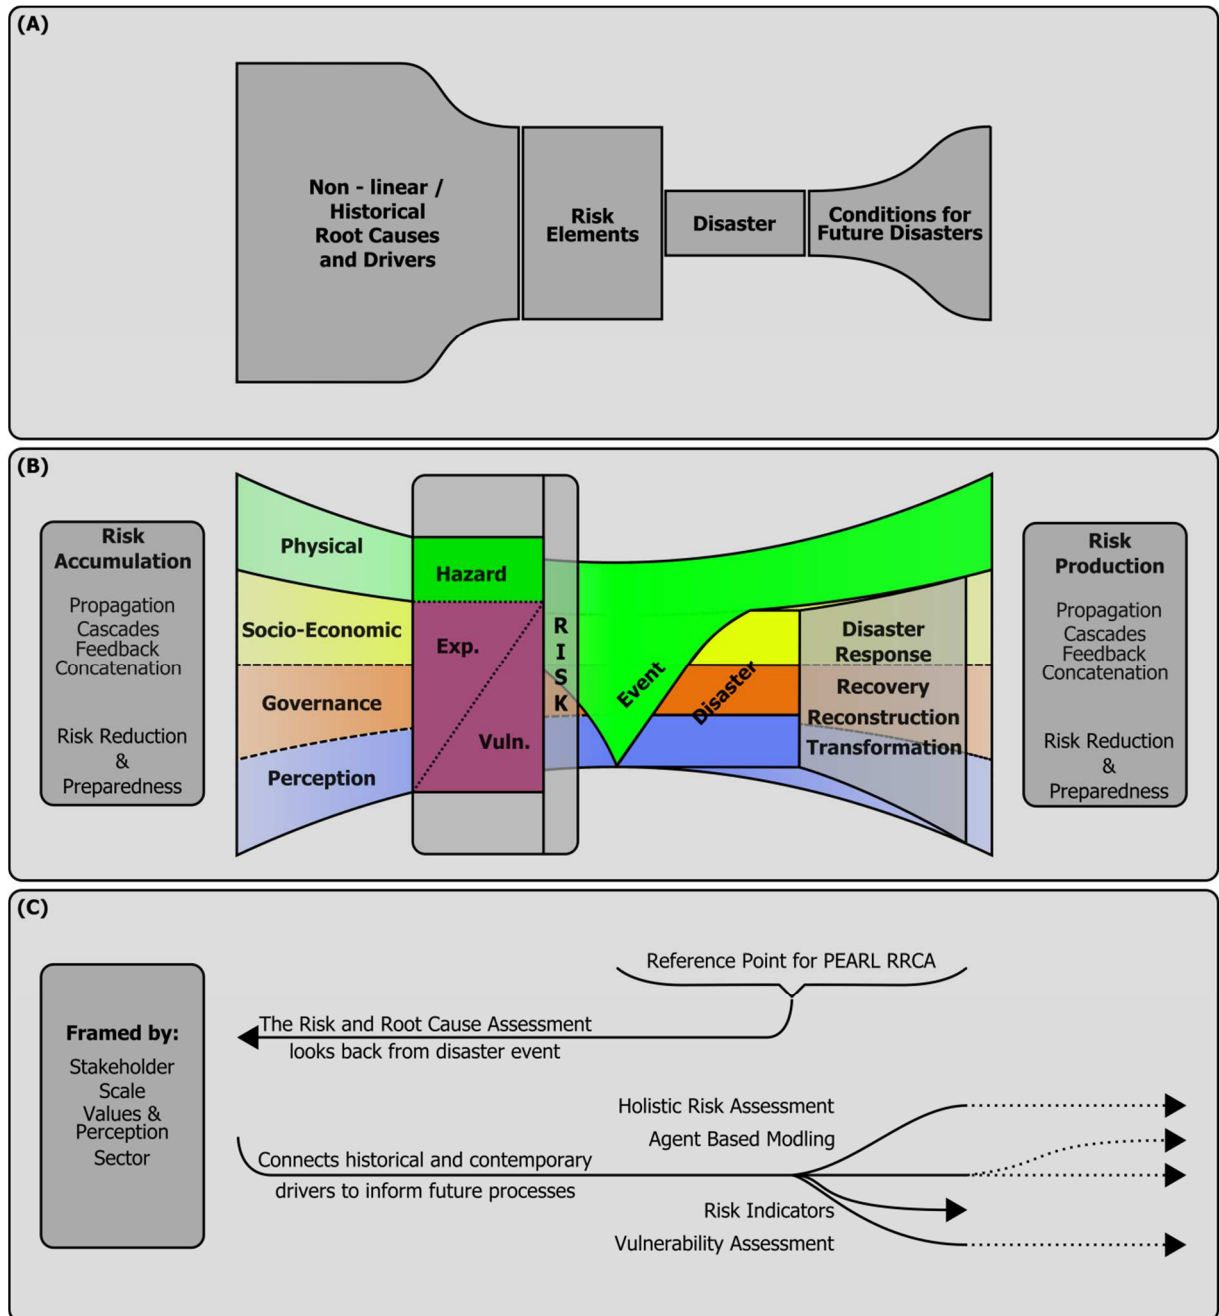 (A)
Non - linear /
Historical
Root Causes
and Drivers
Risk
Elements
Disaster
Conditions for
Future Disasters
(B)
Risk
Accumulation
Propagation
Cascades
Feedback
Concatenation
Risk Reduction
&
Preparedness
Physical
Socio-Economic
Governance
Perception
Hazard
Exp.
Vuln.
R
I
S
K
Event
Disaster
Disaster
Response
Recovery
Reconstruction
Transformation
Risk
Production
Propagation
Cascades
Feedback
Concatenation
Risk Reduction
&
Preparedness
(C)
Framed by:
Stakeholder
Scale
Values &
Perception
Sector
Reference Point for PEARL RRCA
The Risk and Root Cause Assessment
looks back from disaster event
Connects historical and contemporary
drivers to inform future processes
Holistic Risk Assessment
Agent Based Modling
Risk Indicators
Vulnerability Assessment